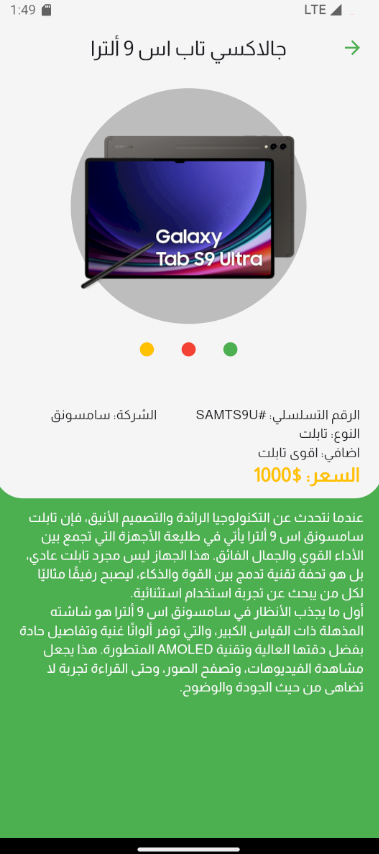 1:49
LTE
جالاكسي تاب اس 9 ألترا
Galaxy
Tab S9 Ultra
الرقم التسلسلي: #SAMTS9U
الشركة: سامسونق
النوع: تابلت
اضافي: اقوى تابلت
السعر: $1000
عندما نتحدث عن التكنولوجيا الرائدة والتصميم الأنيق، فإن تابلت
سامسونق اس 9 ألترا يأتي في طليعة الأجهزة التي تجمع بين
الأداء القوي والجمال الفائق. هذا الجهاز ليس مجرد تابلت عادي،
بل هو تحفة تقنية تدمج بين القوة والذكاء، ليصبح رفيقًا مثاليًا
لكل من يبحث عن تجربة استخدام استثنائية.
أول ما يجذب الأنظار في سامسونق اس 9 ألترا هو شاشته
المذهلة ذات القياس الكبير، والتي توفر ألوانًا غنية وتفاصيل حادة
بفضل دقتها العالية وتقنية AMOLED المتطورة. هذا يجعل
مشاهدة الفيديوهات، وتصفح الصور، وحتى القراءة تجربة لا
تضاهى من حيث الجودة والوضوح.